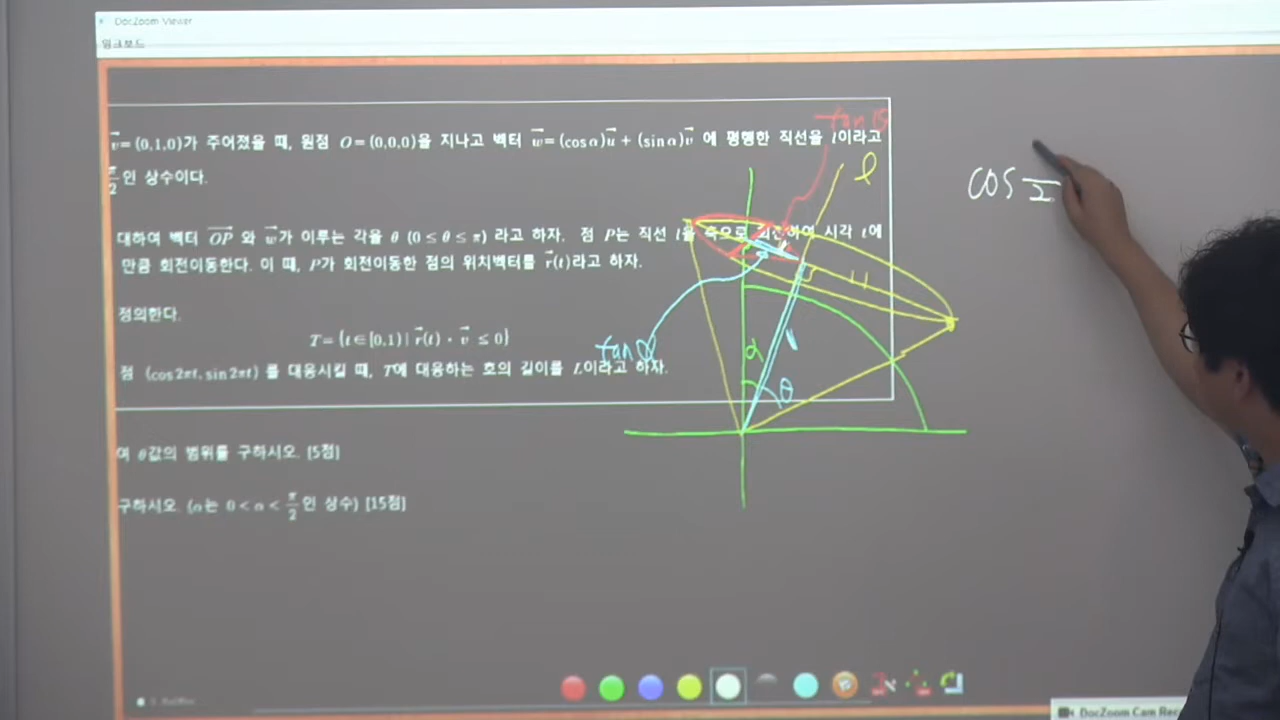 DocZoom Viewer
잉크보드
v=(0,1,0)가 주어졌을 때, 원점 O=(0,0,0)을 지나고 벡터 w=(cosα)u+(sinα)v 에 평행한 직선을 l이라고
π/2인 상수이다.
대하여 벡터 OP 와 w가 이루는 각을 θ (0≤θ≤π) 라고 하자. 점 P는 직선 l을 축으로 회전하여 시각 t에
만큼 회전이동한다. 이 때, P가 회전이동한 점의 위치벡터를 r(t)라고 하자.
정의한다.
T={t∈[0,1) | r(t)·v ≤0}
점 (cos2πt, sin2πt) 를 대응시킬 때, T에 대응하는 호의 길이를 L이라고 하자.
여 θ값의 범위를 구하시오. [5점]
구하시오. (α는 0<α<π/2인 상수) [15점]
tan
l
tanθ
α
1
θ
cos 2
DocZoom Cam Rec